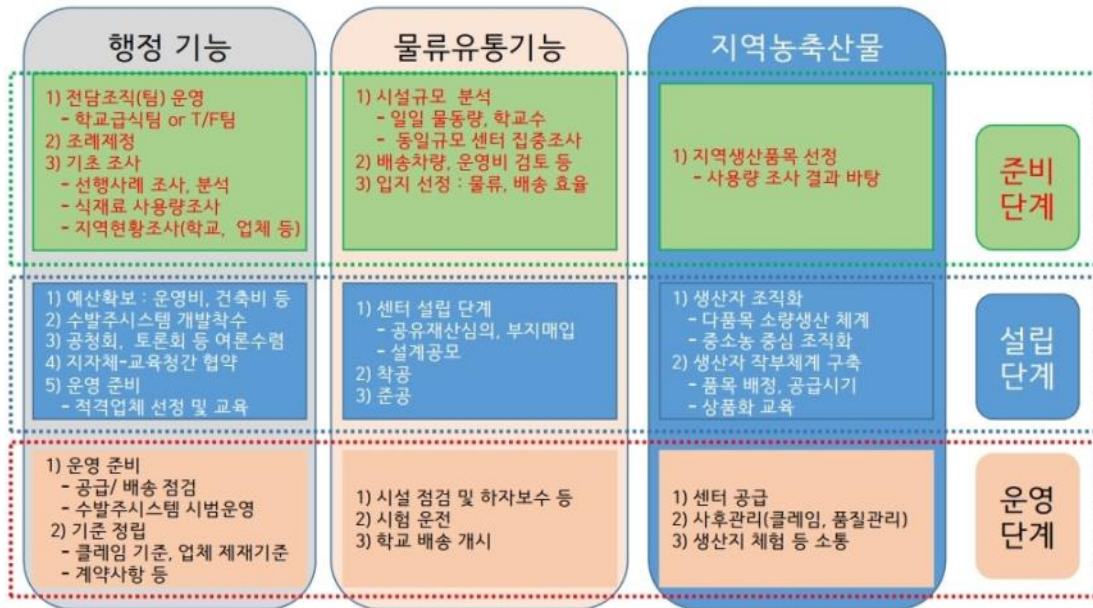 행정 기능
물류유통기능
지역농축산물
1) 전담조직(팀) 운영
- 학교급식팀 or T/F팀
2) 조례제정
3) 기초 조사
- 선행사례 조사, 분석
- 식재료 사용량조사
- 지역현황조사(학교, 업체 등)
1) 시설규모 분석
- 일일 물동량, 학교수
- 동일규모 센터 집중조사
2) 배송차량, 운영비 검토 등
3) 입지 선정 : 물류, 배송 효율
1) 지역생산품목 선정
- 사용량 조사 결과 바탕
준비
단계
1) 예산확보 : 운영비, 건축비 등
2) 수발주시스템 개발착수
3) 공청회, 토론회 등 여론수렴
4) 지자체-교육청간 협약
5) 운영 준비
- 적격업체 선정 및 교육
1) 센터 설립 단계
- 공유재산심의, 부지매입
- 설계공모
2) 착공
3) 준공
1) 생산자 조직화
- 다품목 소량생산 체계
- 중소농 중심 조직화
2) 생산자 작부체계 구축
- 품목 배정, 공급시기
- 상품화 교육
설립
단계
1) 운영 준비
- 공급/ 배송 점검
- 수발주시스템 시범운영
2) 기준 정립
- 클레임 기준, 업체 제재기준
- 계약사항 등
1) 시설 점검 및 하자보수 등
2) 시험 운전
3) 학교 배송 개시
1) 센터 공급
2) 사후관리(클레임, 품질관리)
3) 생산지 체험 등 소통
운영
단계